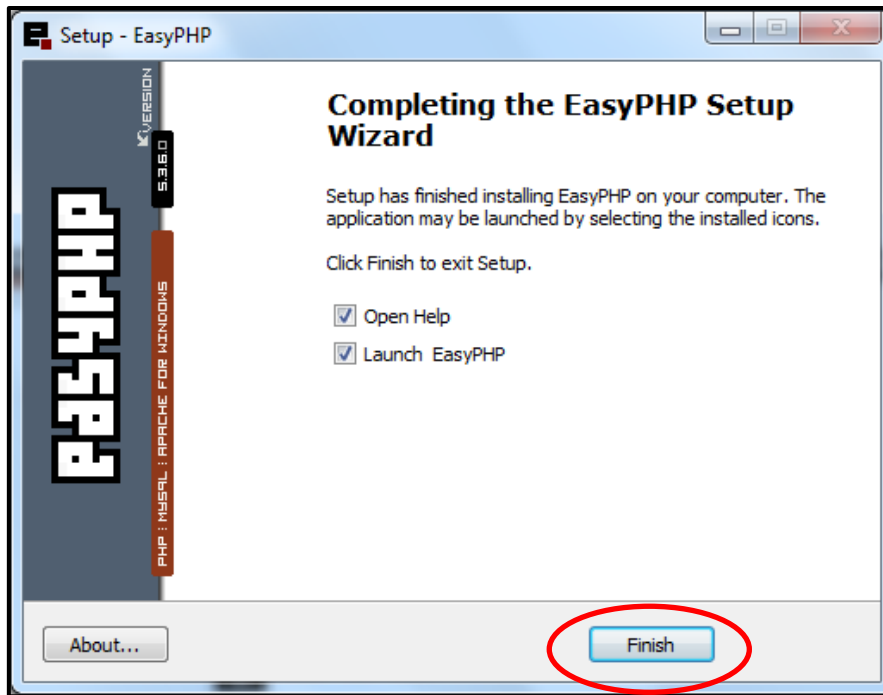 Setup - EasyPHP
VERSION
5.3.6.0
easyPHP
PHP : MYSQL : APACHE FOR WINDOWS
Completing the EasyPHP Setup
Wizard
Setup has finished installing EasyPHP on your computer. The
application may be launched by selecting the installed icons.
Click Finish to exit Setup.
Open Help
Launch EasyPHP
About...
Finish